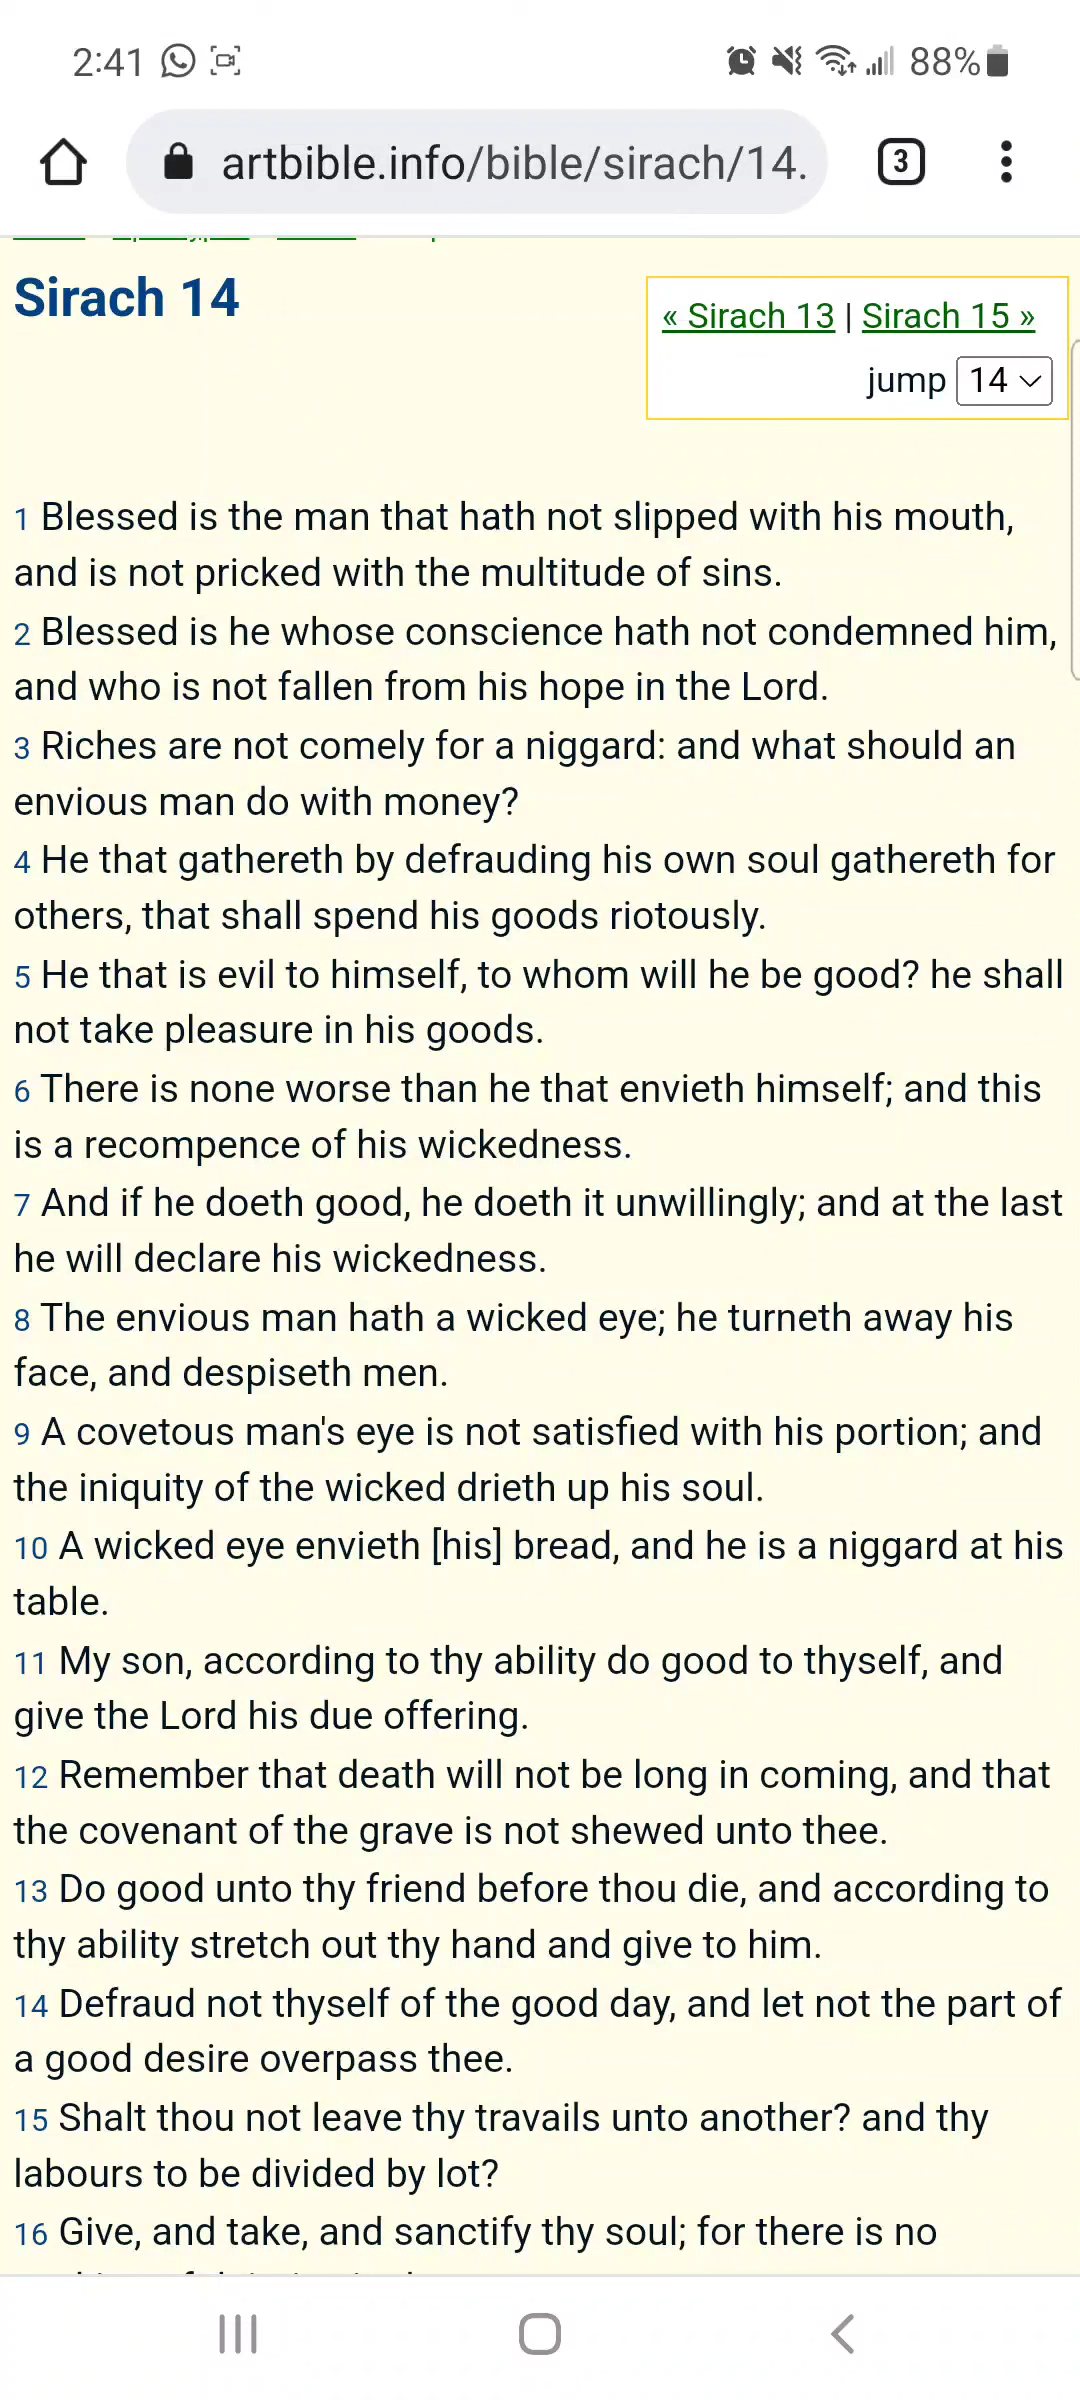 2:41 88%
artbible.info/bible/sirach/14. 3
Sirach 14
« Sirach 13 | Sirach 15 »
jump 14
1 Blessed is the man that hath not slipped with his mouth,
and is not pricked with the multitude of sins.
2 Blessed is he whose conscience hath not condemned him,
and who is not fallen from his hope in the Lord.
3 Riches are not comely for a niggard: and what should an
envious man do with money?
4 He that gathereth by defrauding his own soul gathereth for
others, that shall spend his goods riotously.
5 He that is evil to himself, to whom will he be good? he shall
not take pleasure in his goods.
6 There is none worse than he that envieth himself; and this
is a recompence of his wickedness.
7 And if he doeth good, he doeth it unwillingly; and at the last
he will declare his wickedness.
8 The envious man hath a wicked eye; he turneth away his
face, and despiseth men.
9 A covetous man's eye is not satisfied with his portion; and
the iniquity of the wicked drieth up his soul.
10 A wicked eye envieth [his] bread, and he is a niggard at his
table.
11 My son, according to thy ability do good to thyself, and
give the Lord his due offering.
12 Remember that death will not be long in coming, and that
the covenant of the grave is not shewed unto thee.
13 Do good unto thy friend before thou die, and according to
thy ability stretch out thy hand and give to him.
14 Defraud not thyself of the good day, and let not the part of
a good desire overpass thee.
15 Shalt thou not leave thy travails unto another? and thy
labours to be divided by lot?
16 Give, and take, and sanctify thy soul; for there is no